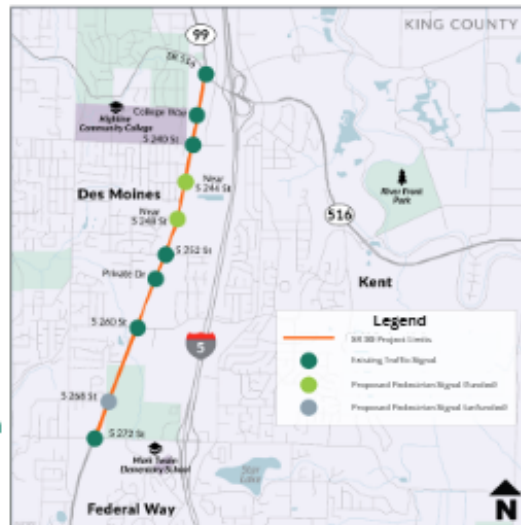 KING COUNTY
99
SR 516
College Way
Highline
Community College
S 240 St
Near
S 244 St
Des Moines
Near
S 248 St
River Front
Park
516
S 252 St
Private Dr
Kent
S 260 St
5
Legend
SR 99 Project Limits
Existing Traffic Signal
Proposed Pedestrian Signal (funded)
Proposed Pedestrian Signal (unfunded)
S 268 St
S 272 St
Mark Twain
Elementary School
Star
Lake
Federal Way
N